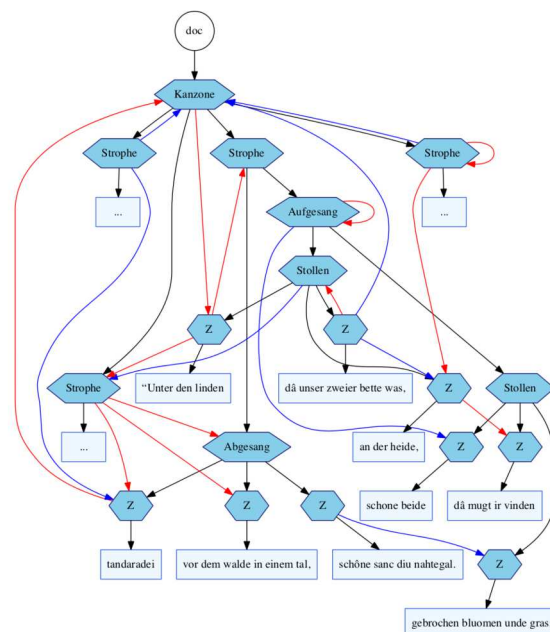 doc
Kanzone
Strophe
Strophe
Strophe
...
Aufgesang
...
Stollen
Z
Z
Strophe
“Unter den linden
dâ unser zweier bette was,
Z
Stollen
...
Abgesang
an der heide,
Z
Z
Z
Z
Z
schone beide
dâ mugt ir vinden
tandaradei
vor dem walde in einem tal,
schône sanc diu nahtegal.
Z
gebrochen bluomen unde gras.